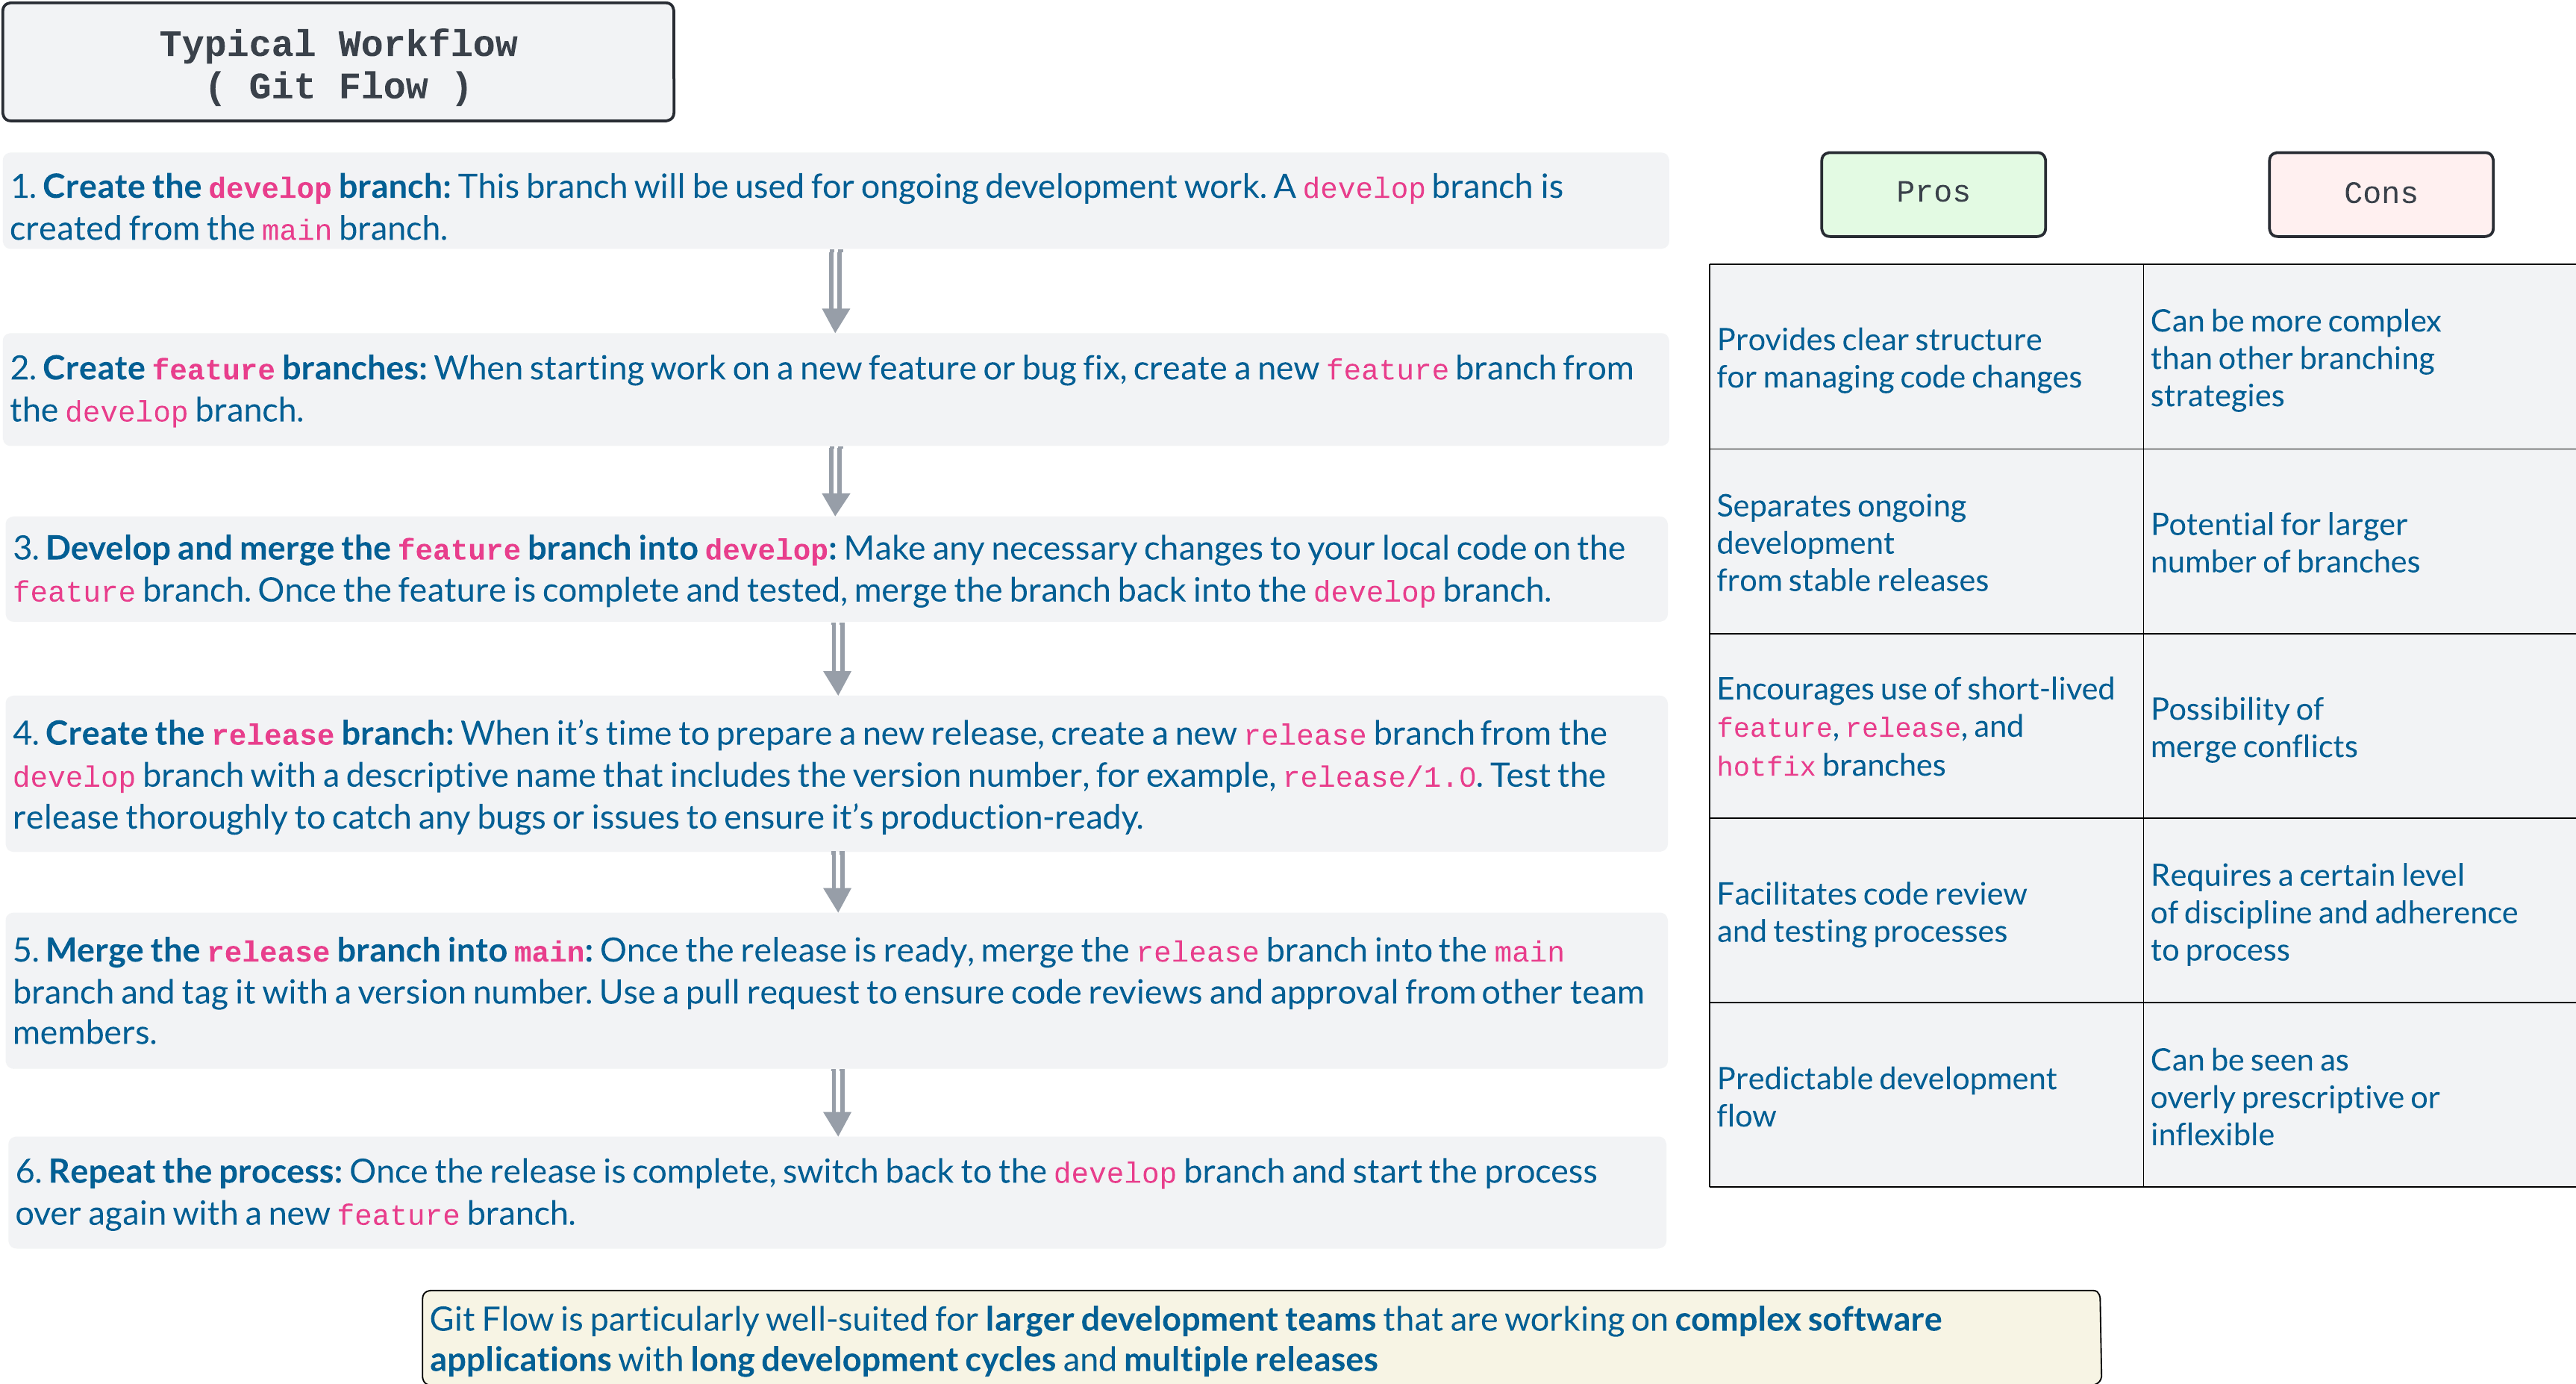 Typical Workflow
( Git Flow )
1. Create the develop branch: This branch will be used for ongoing development work. A develop branch is
created from the main branch.
2. Create feature branches: When starting work on a new feature or bug fix, create a new feature branch from
the develop branch.
3. Develop and merge the feature branch into develop: Make any necessary changes to your local code on the
feature branch. Once the feature is complete and tested, merge the branch back into the develop branch.
4. Create the release branch: When it’s time to prepare a new release, create a new release branch from the
develop branch with a descriptive name that includes the version number, for example, release/1.0. Test the
release thoroughly to catch any bugs or issues to ensure it’s production-ready.
5. Merge the release branch into main: Once the release is ready, merge the release branch into the main
branch and tag it with a version number. Use a pull request to ensure code reviews and approval from other team
members.
6. Repeat the process: Once the release is complete, switch back to the develop branch and start the process
over again with a new feature branch.
Pros
Cons
Provides clear structure
for managing code changes
Can be more complex
than other branching
strategies
Separates ongoing
development
from stable releases
Potential for larger
number of branches
Encourages use of short-lived
feature, release, and
hotfix branches
Possibility of
merge conflicts
Facilitates code review
and testing processes
Requires a certain level
of discipline and adherence
to process
Predictable development
flow
Can be seen as
overly prescriptive or
inflexible
Git Flow is particularly well-suited for larger development teams that are working on complex software
applications with long development cycles and multiple releases